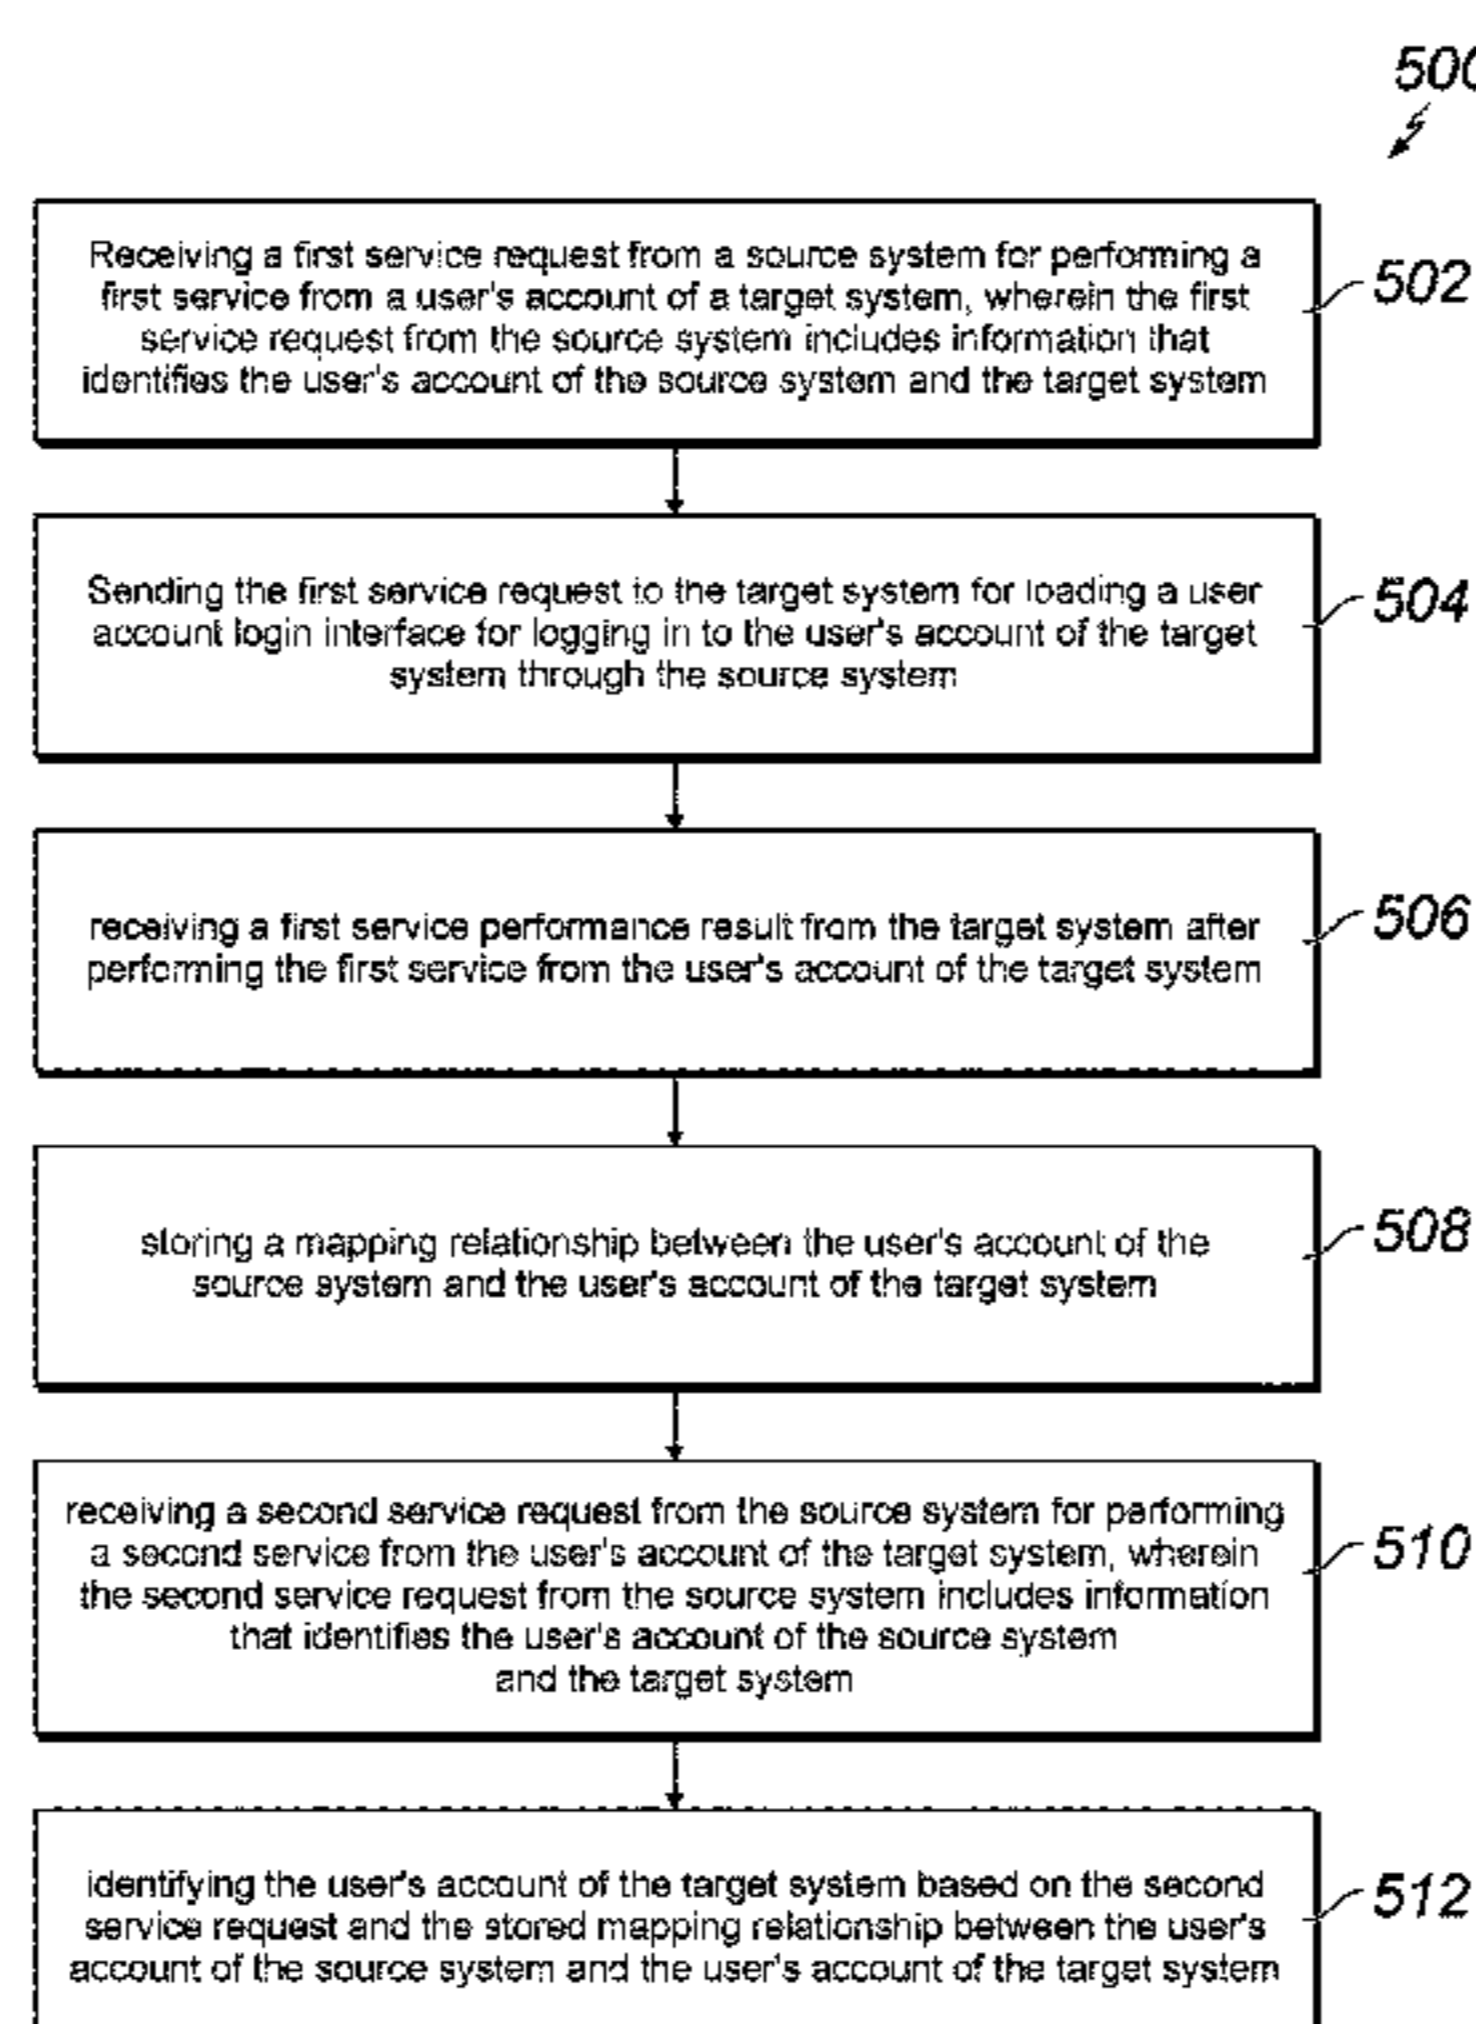 500
Receiving a first service request from a source system for performing a
502
first service from a user's account of a target system, wherein the first
service request from the source system includes information that
identifies the user's account of the source system and the target system
Sending the first service request to the target system for loading a user
504
account login interface for logging in to the user's account of the target
system through the source system
receiving a first service performance result from the target system after
506
performing the first service from the user's account of the target system
storing a mapping relationship between the user's account of the
508
source system and the user's account of the target system
receiving a second service request from the source system for performing
a second service from the user's account of the target system, wherein
510
the second service request from the source system includes information
that identifies the user's account of the source system
and the target system
identifying the user's account of the target system based on the second
512
service request and the stored mapping relationship between the user's
account of the source system and the user's account of the target system